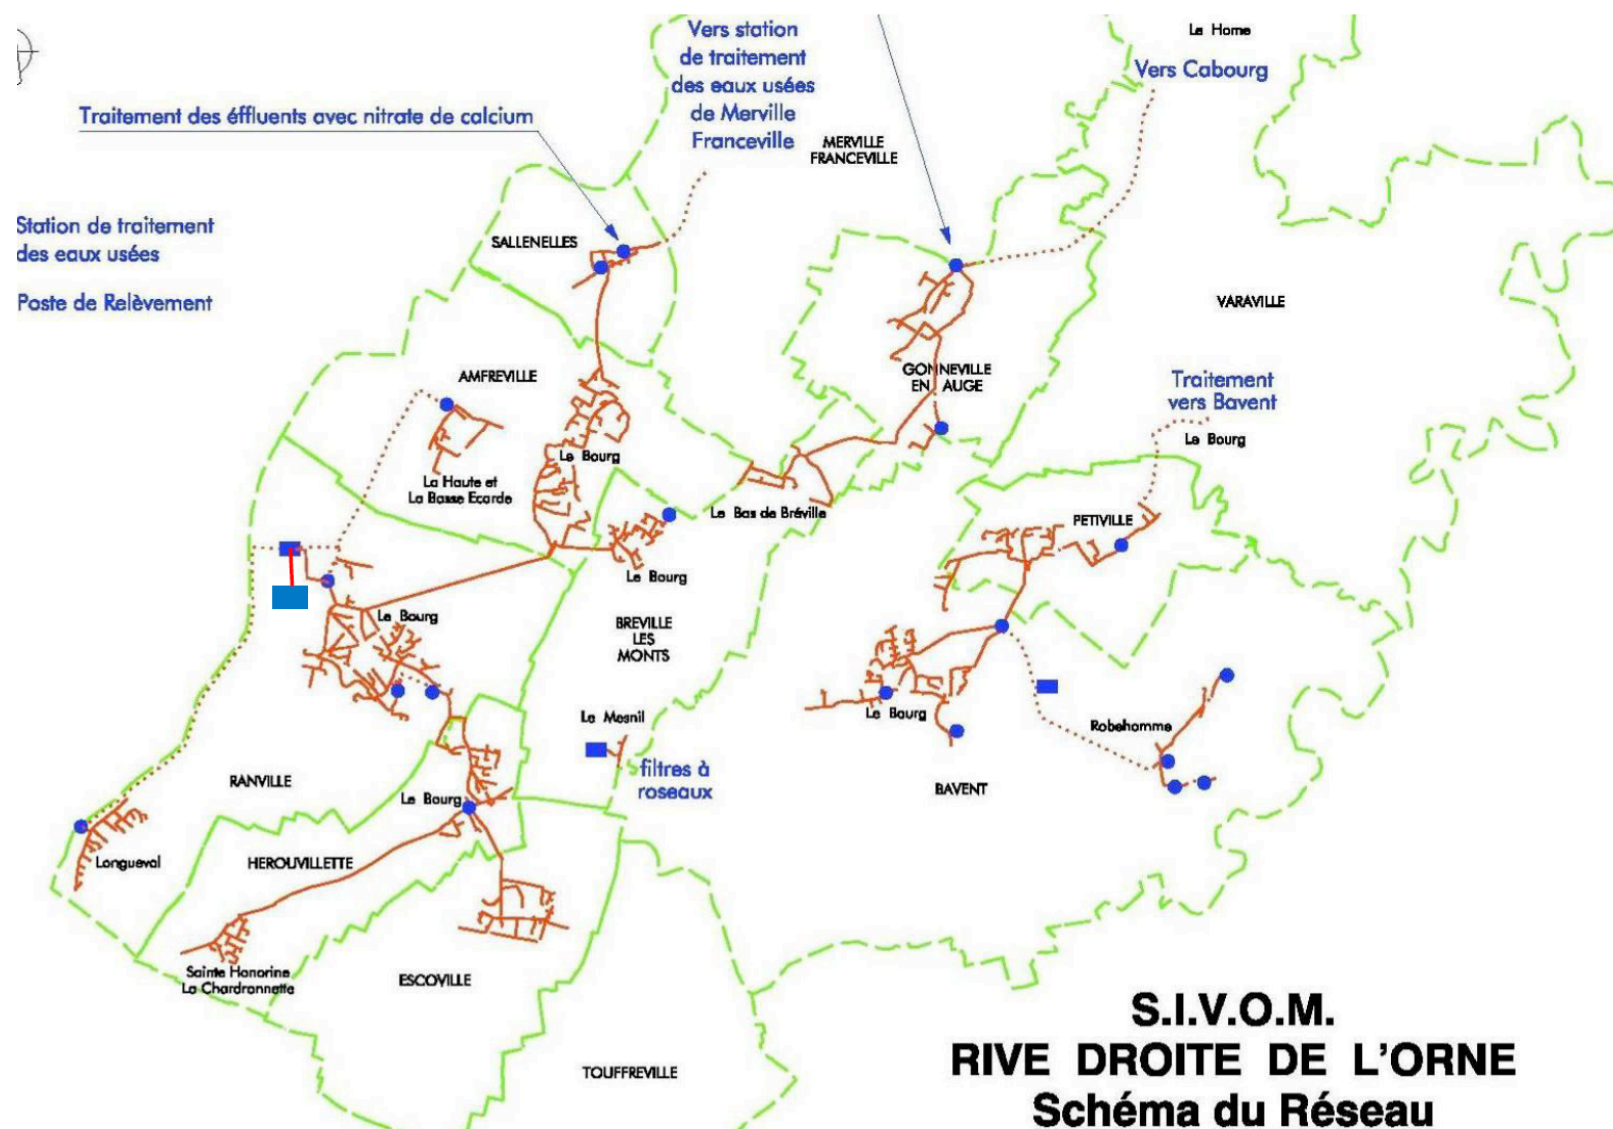 Le Home
Vers station
de traitement
des eaux usées
de Merville
Franceville
Vers Cabourg
Traitement des éffluents avec nitrate de calcium
MERVILLE
FRANCEVILLE
Station de traitement
des eaux usées
SALLENELLES
Poste de Relèvement
VARAVILLE
AMFREVILLE
GONNEVILLE
EN AUGE
Traitement
vers Bavent
Le Bourg
Le Bourg
La Haute et
La Basse Ecarde
Le Bas de Bréville
PETIVILLE
Le Bourg
Le Bourg
BREVILLE
LES
MONTS
Le Mesnil
Le Bourg
Robehomme
filtres à
roseaux
RANVILLE
BAVENT
Le Bourg
Longueval
HEROUVILLETTE
Sainte Honorine
La Chardronnette
ESCOVILLE
TOUFFREVILLE
S.I.V.O.M.
RIVE DROITE DE L'ORNE
Schéma du Réseau